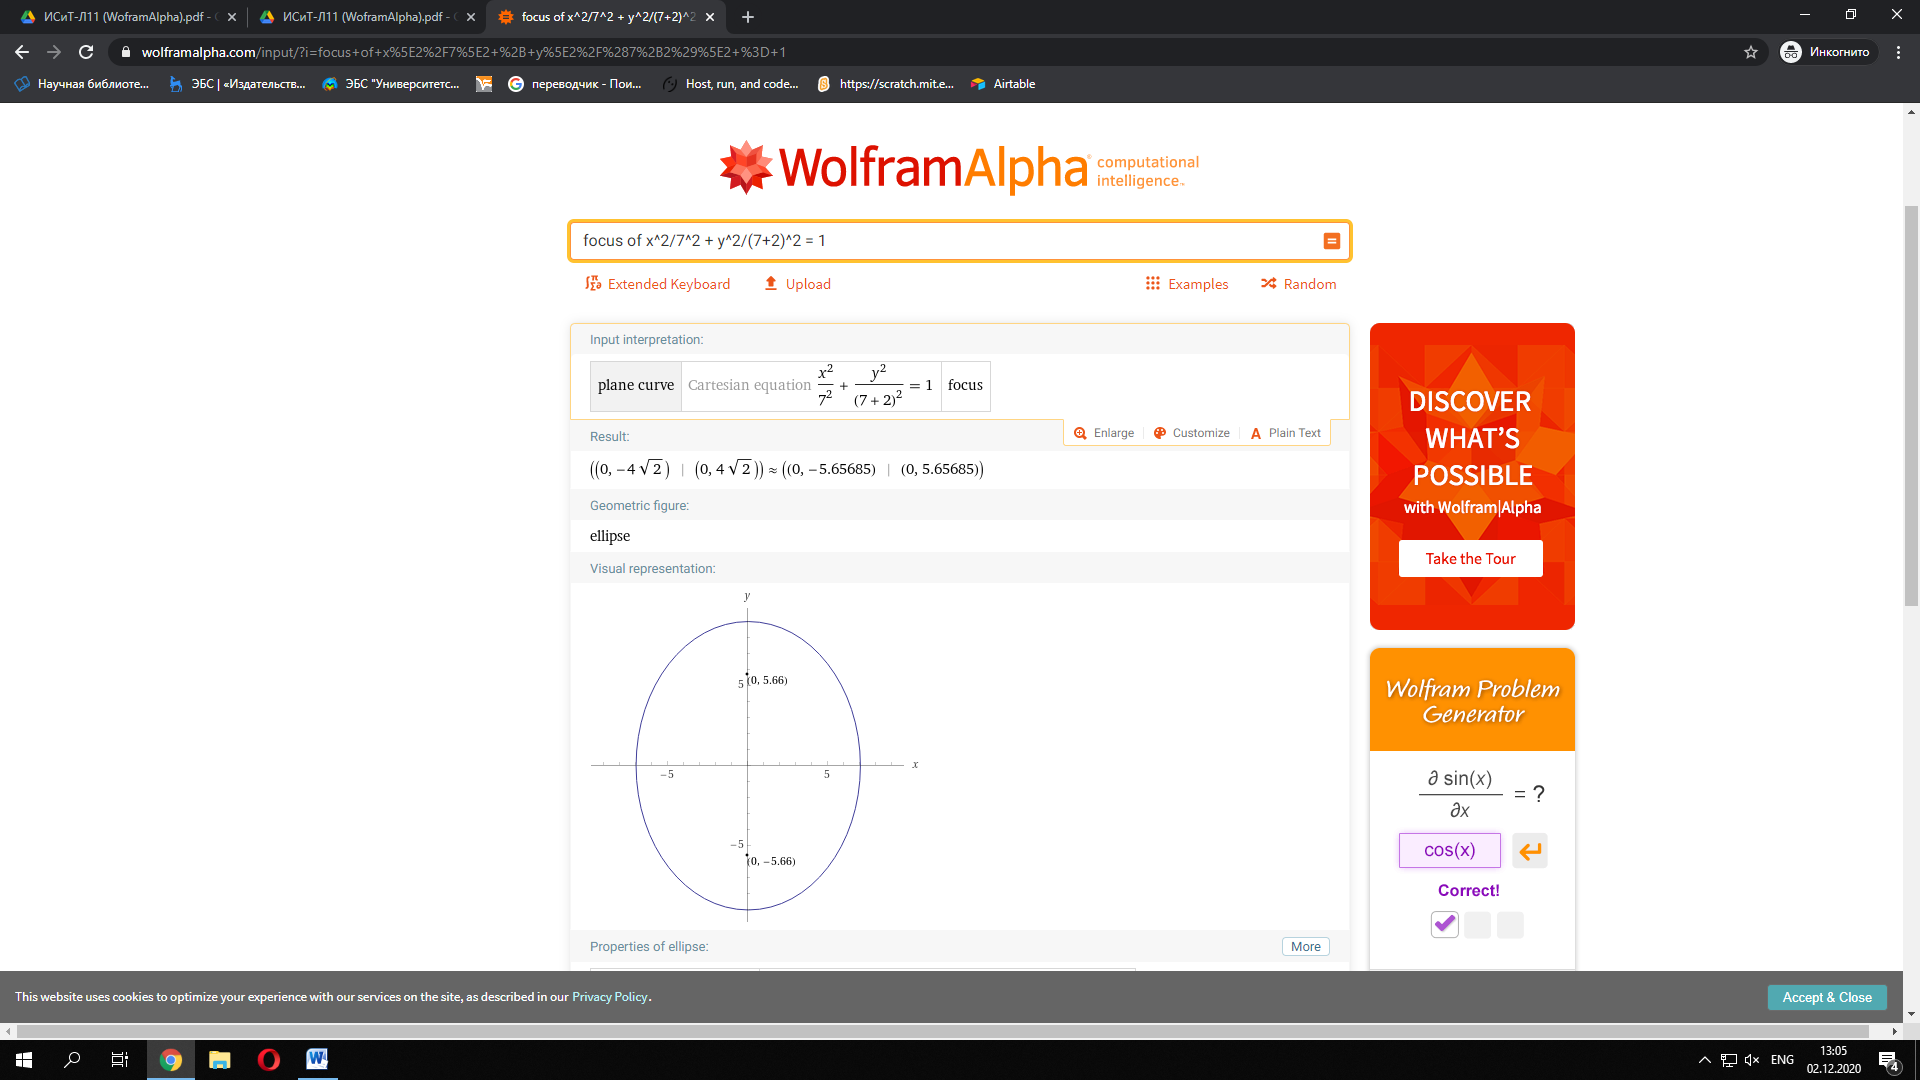 ИСиТ-Л11 (WoframAlpha).pdf -
ИСиТ-Л11 (WoframAlpha).pdf -
focus of x^2/7^2 + y^2/(7+2)^2
wolframalpha.com/input/?i=focus+of+x%5E2%2F7%5E2+%2B+y%5E2%2F%287%2B2%29%5E2+%3D+1
Инкогнито
Научная библиоте...
ЭБС | «Издательств...
ЭБС "Университетс...
переводчик - Пои...
Host, run, and code...
https://scratch.mit.e...
Airtable
WolframAlpha computational intelligence.
focus of x^2/7^2 + y^2/(7+2)^2 = 1
Extended Keyboard
Upload
Examples
Random
Input interpretation:
plane curve
Cartesian equation x²/7² + y²/(7 + 2)² = 1
focus
Result:
Enlarge
Customize
Plain Text
((0, −4 √2) | (0, 4 √2)) ≈ ((0, −5.65685) | (0, 5.65685))
Geometric figure:
ellipse
Visual representation:
y
5
(0, 5.66)
−5
5
x
−5
(0, −5.66)
Properties of ellipse:
More
DISCOVER
WHAT'S
POSSIBLE
with Wolfram|Alpha
Take the Tour
Wolfram Problem
Generator
∂ sin(x)
∂x
= ?
cos(x)
Correct!
This website uses cookies to optimize your experience with our services on the site, as described in our Privacy Policy.
Accept & Close
ENG
13:05
02.12.2020
4